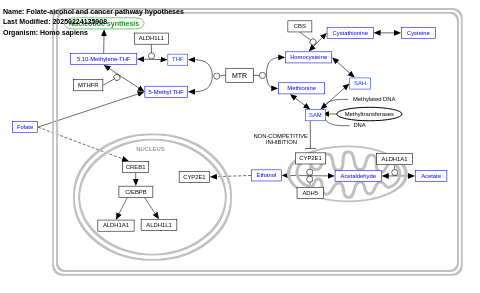 Name: Folate-alcohol and cancer pathway hypotheses
Last Modified: 20250224135908
Organism: Homo sapiens
Nucleotide synthesis
CBS
ALDH1L1
Cystathionine
Cysteine
5,10-Methylene-THF
THF
Homocysteine
MTR
MTHFR
SAH
5-Methyl THF
Methionine
Methylated DNA
SAM
Methyltransferases
DNA
Folate
NON-COMPETITIVE
INHIBITION
NUCLEUS
CYP2E1
ALDH1A1
CREB1
CYP2E1
Ethanol
Acetaldehyde
Acetate
C/EBPB
ADH5
ALDH1A1
ALDH1L1